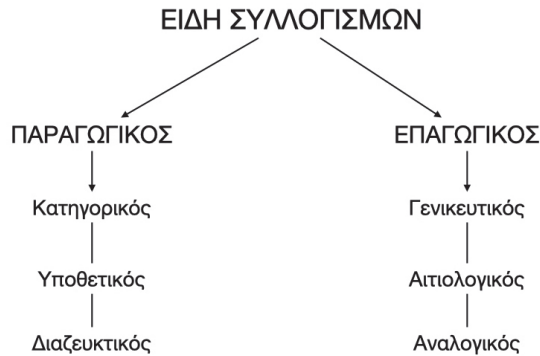 ΕΙΔΗ ΣΥΛΛΟΓΙΣΜΩΝ
ΠΑΡΑΓΩΓΙΚΟΣ
ΕΠΑΓΩΓΙΚΟΣ
Κατηγορικός
Γενικευτικός
Υποθετικός
Αιτιολογικός
Διαζευκτικός
Αναλογικός